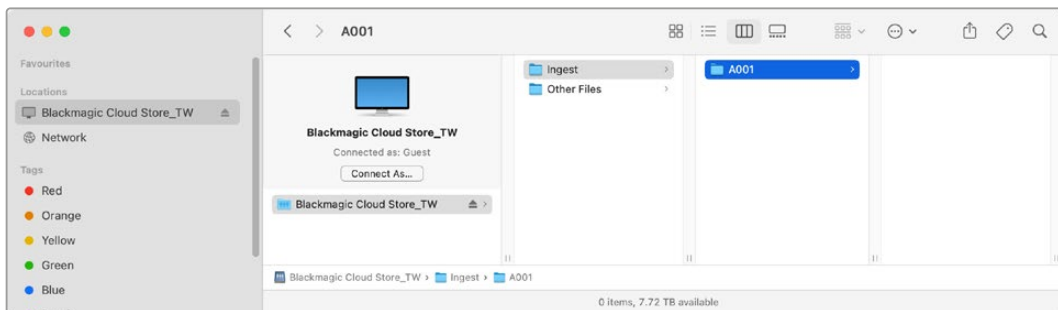 A001
Favourites
Locations
Blackmagic Cloud Store_TW
Network
Tags
Red
Orange
Yellow
Green
Blue
Blackmagic Cloud Store_TW
Connected as: Guest
Connect As...
Blackmagic Cloud Store_TW
Ingest
Other Files
A001
Blackmagic Cloud Store_TW › Ingest › A001
0 items, 7.72 TB available